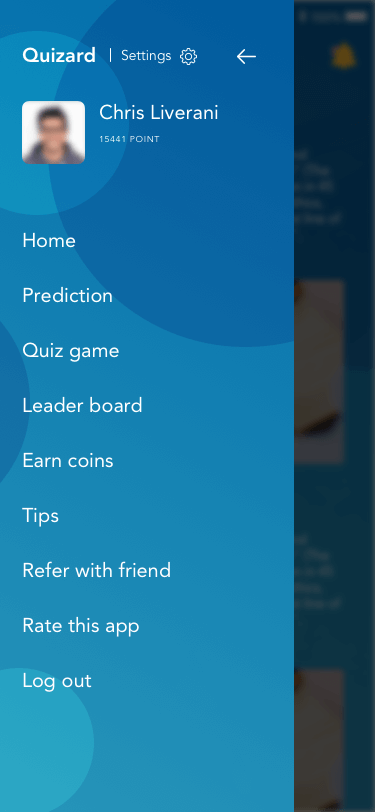 Quizard | Settings
Chris Liverani
15441 POINT
Home
Prediction
Quiz game
Leader board
Earn coins
Tips
Refer with friend
Rate this app
Log out